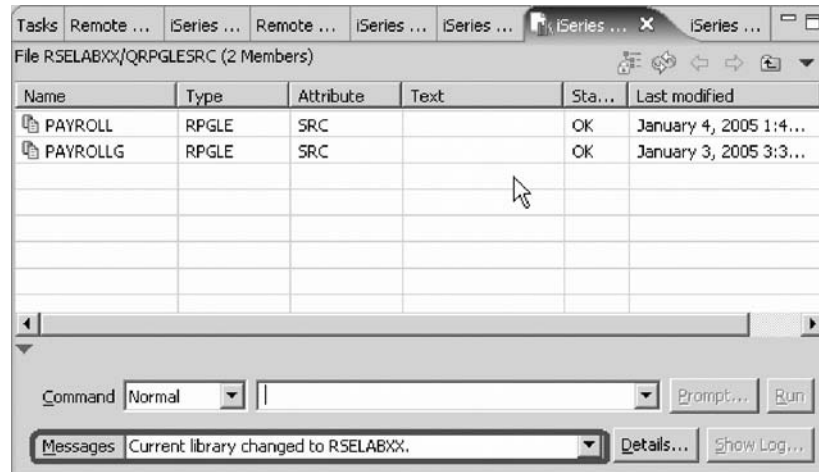 Tasks Remote ... iSeries ... Remote ... iSeries ... iSeries ... iSeries ... iSeries ...
File RSELABXX/QRPGLESRC (2 Members)
Name Type Attribute Text Sta... Last modified
PAYROLL RPGLE SRC OK January 4, 2005 1:4...
PAYROLLG RPGLE SRC OK January 3, 2005 3:3...
Command Normal Prompt... Run
Messages Current library changed to RSELABXX. Details... Show Log...